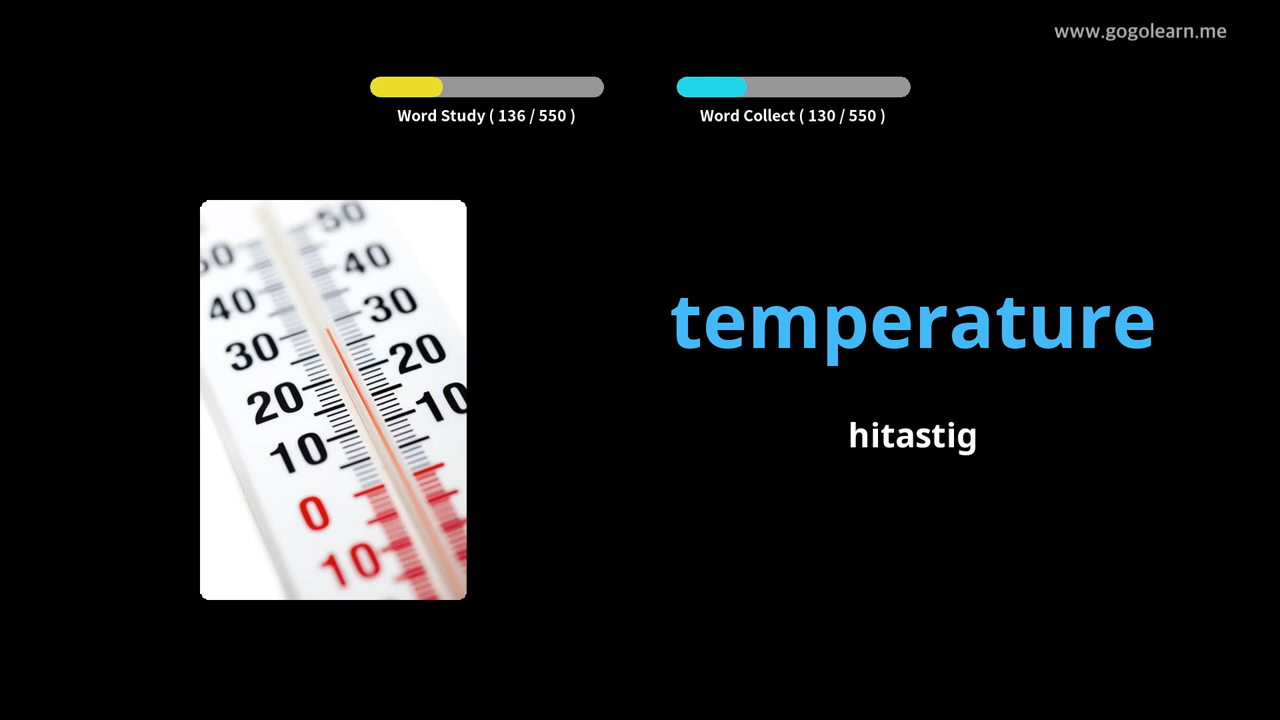 www.gogolearn.me
Word Study ( 136 / 550 )
Word Collect ( 130 / 550 )
50
40
30
20
10
40
30
20
10
0
10
temperature
hitastig